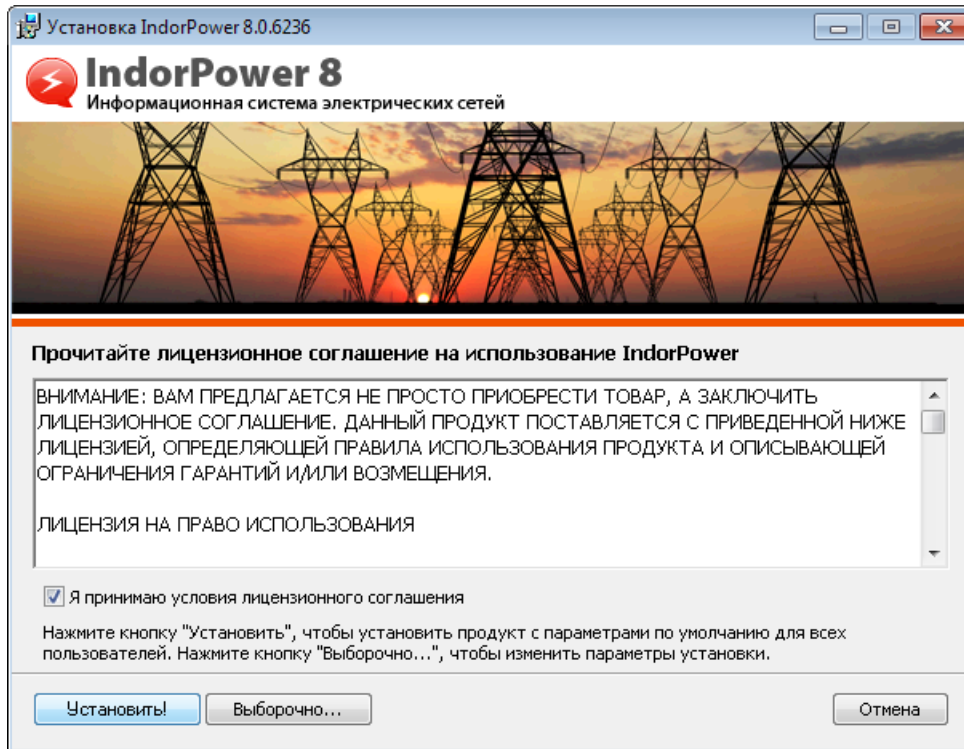 Установка IndorPower 8.0.6236
IndorPower 8
Информационная система электрических сетей
Прочитайте лицензионное соглашение на использование IndorPower
ВНИМАНИЕ: ВАМ ПРЕДЛАГАЕТСЯ НЕ ПРОСТО ПРИОБРЕСТИ ТОВАР, А ЗАКЛЮЧИТЬ
ЛИЦЕНЗИОННОЕ СОГЛАШЕНИЕ. ДАННЫЙ ПРОДУКТ ПОСТАВЛЯЕТСЯ С ПРИВЕДЕННОЙ НИЖЕ
ЛИЦЕНЗИЕЙ, ОПРЕДЕЛЯЮЩЕЙ ПРАВИЛА ИСПОЛЬЗОВАНИЯ ПРОДУКТА И ОПИСЫВАЮЩЕЙ
ОГРАНИЧЕНИЯ ГАРАНТИЙ И/ИЛИ ВОЗМЕЩЕНИЯ.
ЛИЦЕНЗИЯ НА ПРАВО ИСПОЛЬЗОВАНИЯ
Я принимаю условия лицензионного соглашения
Нажмите кнопку "Установить", чтобы установить продукт с параметрами по умолчанию для всех
пользователей. Нажмите кнопку "Выборочно...", чтобы изменить параметры установки.
Установить!
Выборочно...
Отмена